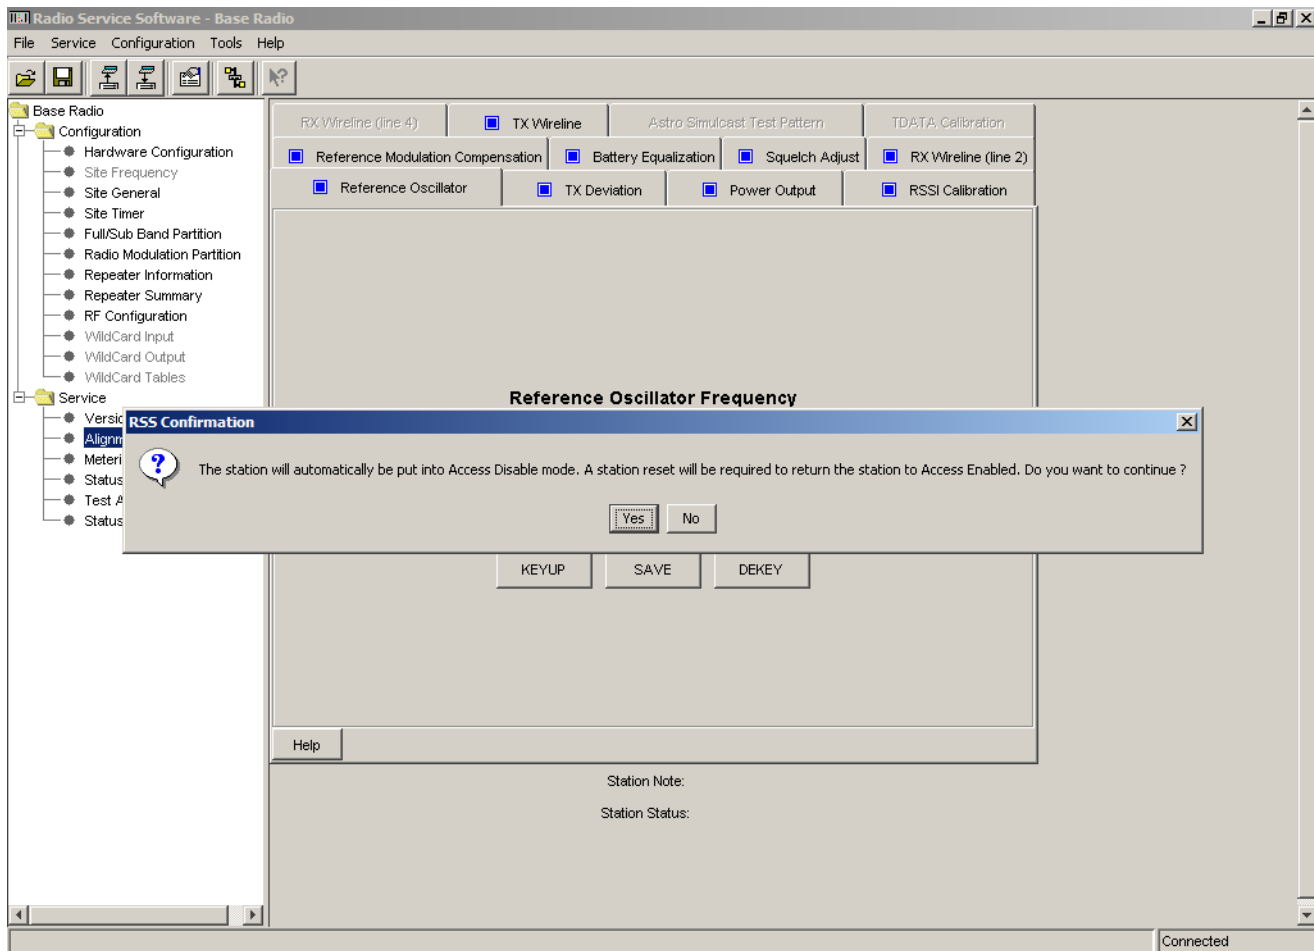 Radio Service Software - Base Radio
File Service Configuration Tools Help
Base Radio
Configuration
Hardware Configuration
Site Frequency
Site General
Site Timer
Full/Sub Band Partition
Radio Modulation Partition
Repeater Information
Repeater Summary
RF Configuration
WildCard Input
WildCard Output
WildCard Tables
Service
Versio
Alignm
Meteri
Status
Test A
Status
RX Wireline (line 4) TX Wireline Astro Simulcast Test Pattern TDATA Calibration
Reference Modulation Compensation Battery Equalization Squelch Adjust RX Wireline (line 2)
Reference Oscillator TX Deviation Power Output RSSI Calibration
Reference Oscillator Frequency
RSS Confirmation
The station will automatically be put into Access Disable mode. A station reset will be required to return the station to Access Enabled. Do you want to continue ?
Yes No
KEYUP SAVE DEKEY
Help
Station Note:
Station Status:
Connected